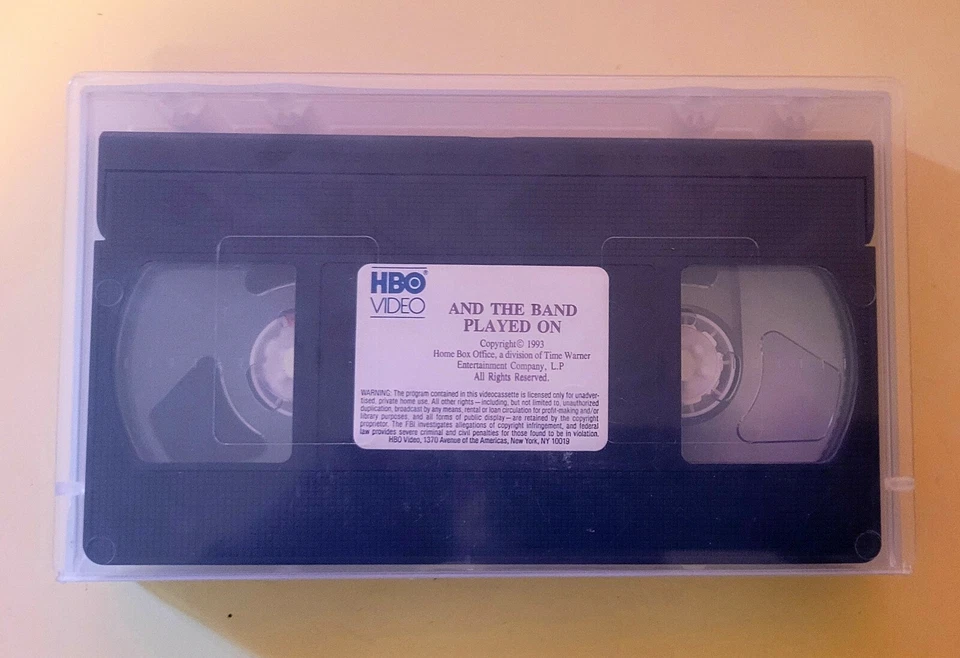 HBO®
VIDEO
AND THE BAND
PLAYED ON
Copyright© 1993
Home Box Office, a division of Time Warner
Entertainment Company, L.P
All Rights Reserved.
WARNING: The program contained in this videocassette is licensed only for unadver-
tised, private home use. All other rights—including, but not limited to, unauthorized
duplication, broadcast by any means, rental or loan circulation for profit-making and/or
library purposes, and all forms of public display—are retained by the copyright
proprietor. The FBI investigates allegations of copyright infringement, and federal
law provides severe criminal and civil penalties for those found to be in violation.
HBO Video, 1370 Avenue of the Americas, New York, NY 10019